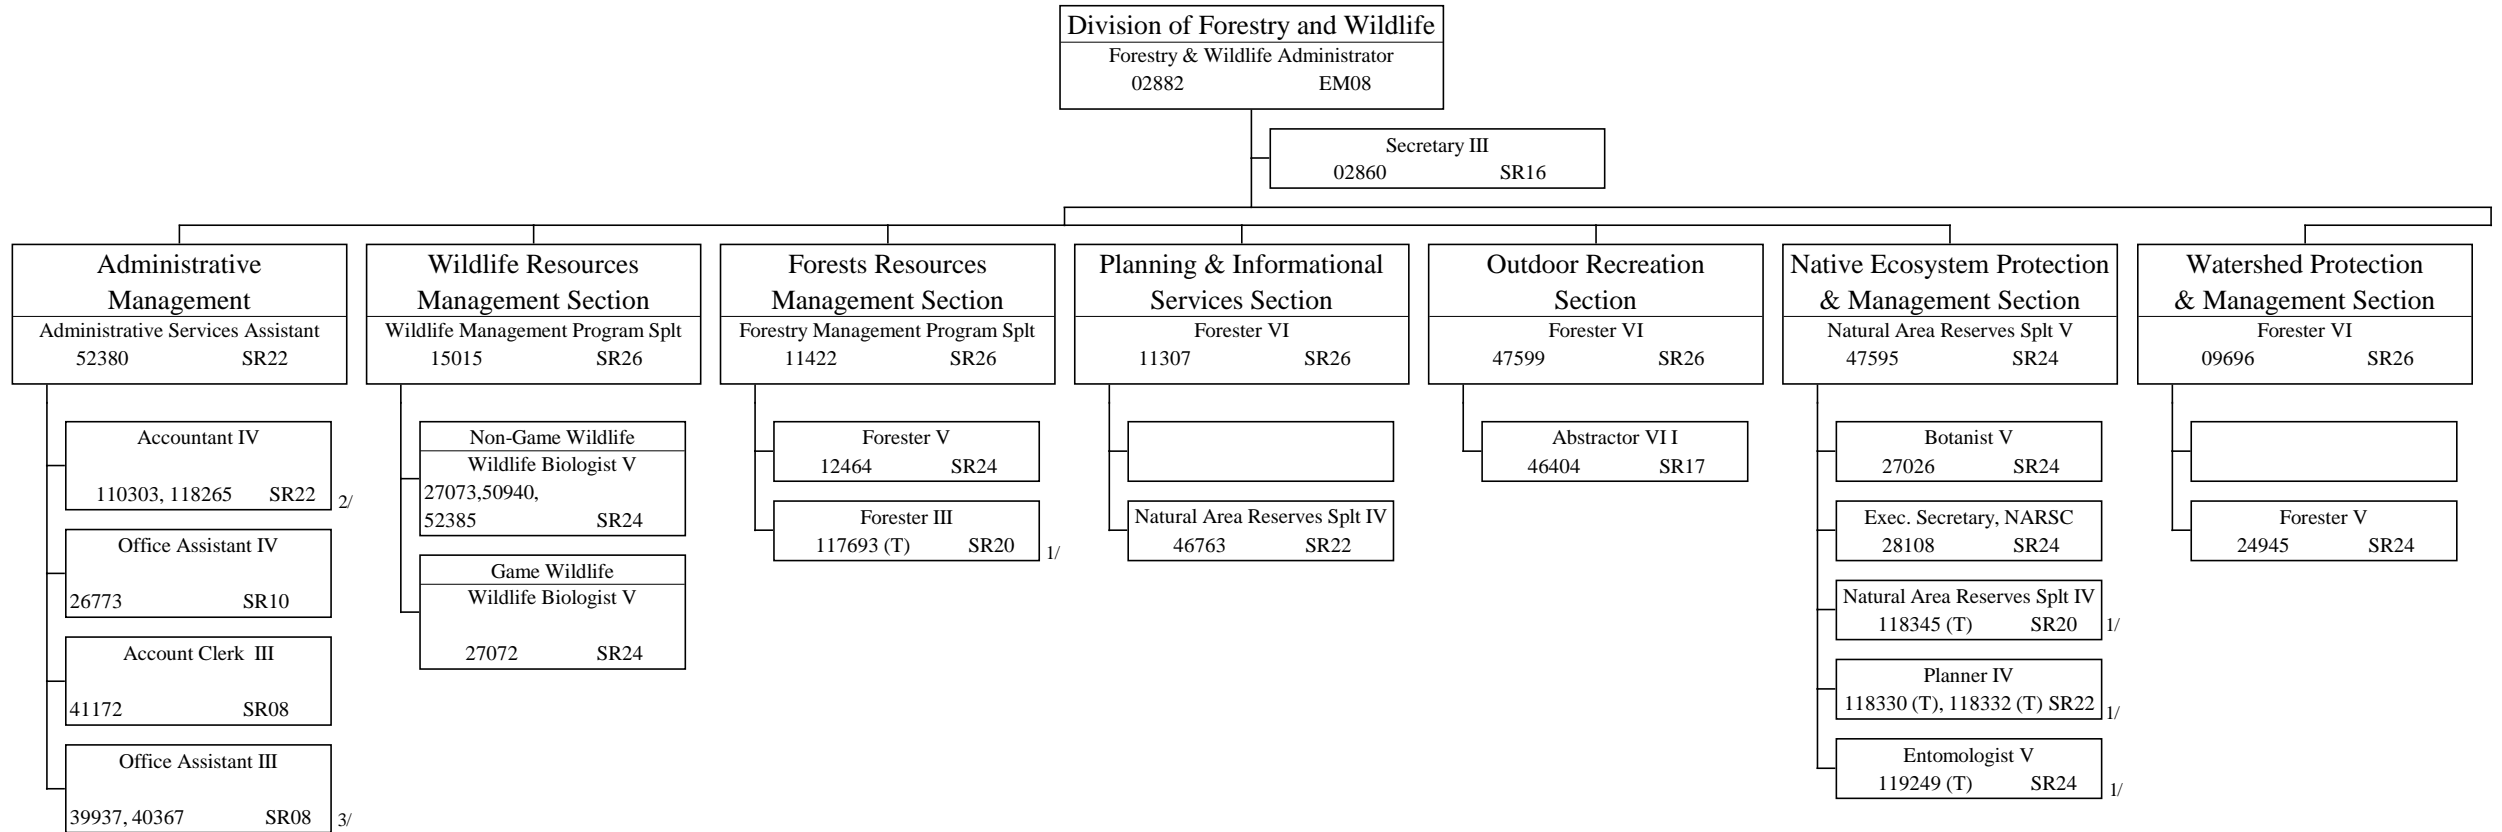 Division of Forestry and Wildlife
Forestry & Wildlife Administrator
02882 EM08
Secretary III
02860 SR16
Administrative
Management
Administrative Services Assistant
52380 SR22
Accountant IV
110303, 118265 SR22 2/
Office Assistant IV
26773 SR10
Account Clerk III
41172 SR08
Office Assistant III
39937, 40367 SR08 3/
Wildlife Resources
Management Section
Wildlife Management Program Splt
15015 SR26
Non-Game Wildlife
Wildlife Biologist V
27073,50940,
52385 SR24
Game Wildlife
Wildlife Biologist V
27072 SR24
Forests Resources
Management Section
Forestry Management Program Splt
11422 SR26
Forester V
12464 SR24
Forester III
117693 (T) SR20 1/
Planning & Informational
Services Section
Forester VI
11307 SR26
Natural Area Reserves Splt IV
46763 SR22
Outdoor Recreation
Section
Forester VI
47599 SR26
Abstractor VI I
46404 SR17
Native Ecosystem Protection
& Management Section
Natural Area Reserves Splt V
47595 SR24
Botanist V
27026 SR24
Exec. Secretary, NARSC
28108 SR24
Natural Area Reserves Splt IV
118345 (T) SR20 1/
Planner IV
118330 (T), 118332 (T) SR22 1/
Entomologist V
119249 (T) SR24 1/
Watershed Protection
& Management Section
Forester VI
09696 SR26
Forester V
24945 SR24